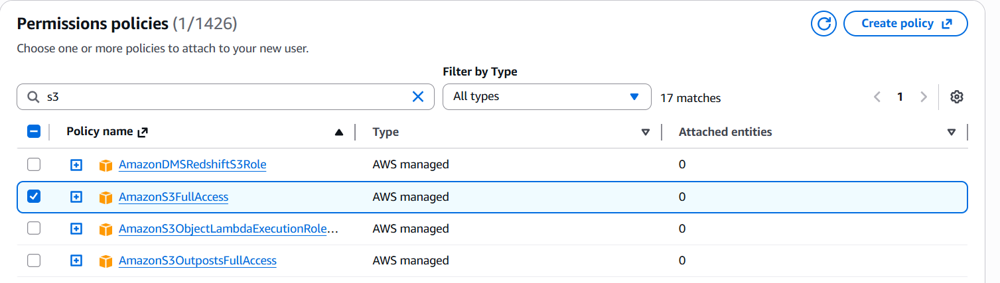 Permissions policies (1/1426)
Create policy
Choose one or more policies to attach to your new user.
Filter by Type
s3
All types
17 matches
1
Policy name
Type
Attached entities
AmazonDMSRedshiftS3Role
AWS managed
0
AmazonS3FullAccess
AWS managed
0
AmazonS3ObjectLambdaExecutionRole...
AWS managed
0
AmazonS3OutpostsFullAccess
AWS managed
0